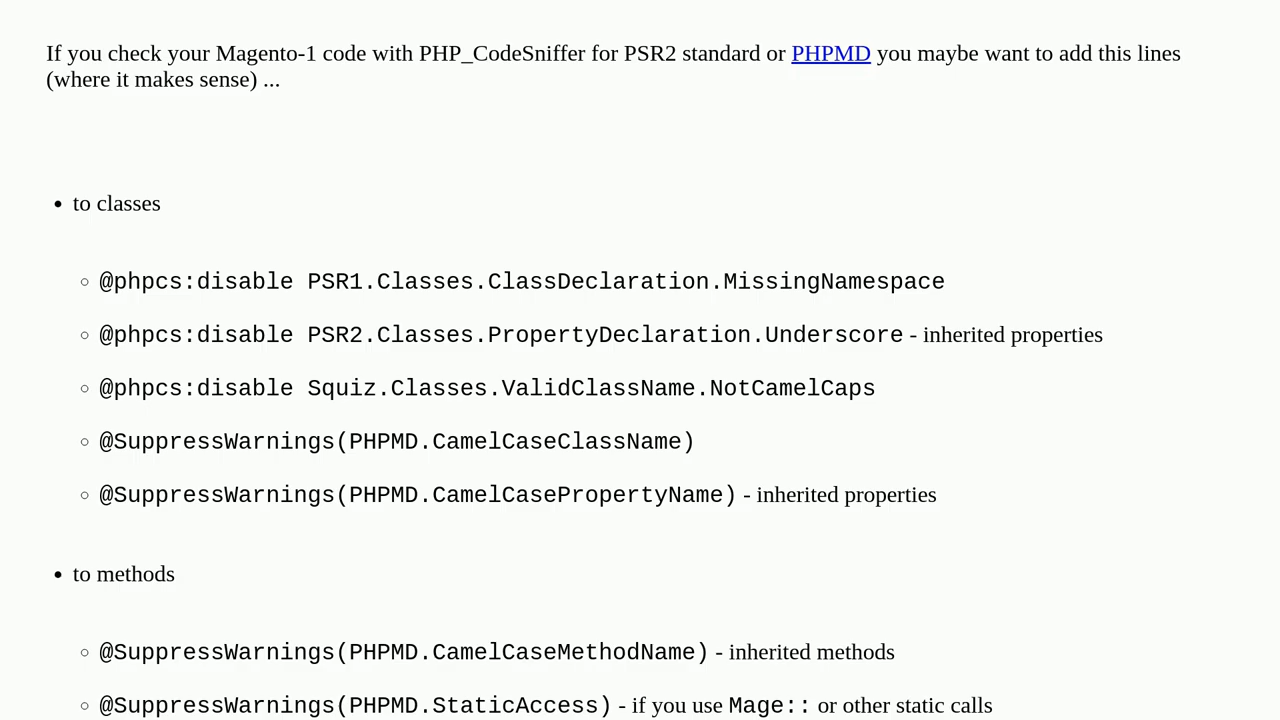 If you check your Magento-1 code with PHP_CodeSniffer for PSR2 standard or PHPMD you maybe want to add this lines
(where it makes sense) ...
to classes
@phpcs:disable PSR1.Classes.ClassDeclaration.MissingNamespace
@phpcs:disable PSR2.Classes.PropertyDeclaration.Underscore - inherited properties
@phpcs:disable Squiz.Classes.ValidClassName.NotCamelCaps
@SuppressWarnings(PHPMD.CamelCaseClassName)
@SuppressWarnings(PHPMD.CamelCasePropertyName) - inherited properties
to methods
@SuppressWarnings(PHPMD.CamelCaseMethodName) - inherited methods
@SuppressWarnings(PHPMD.StaticAccess) - if you use Mage:: or other static calls